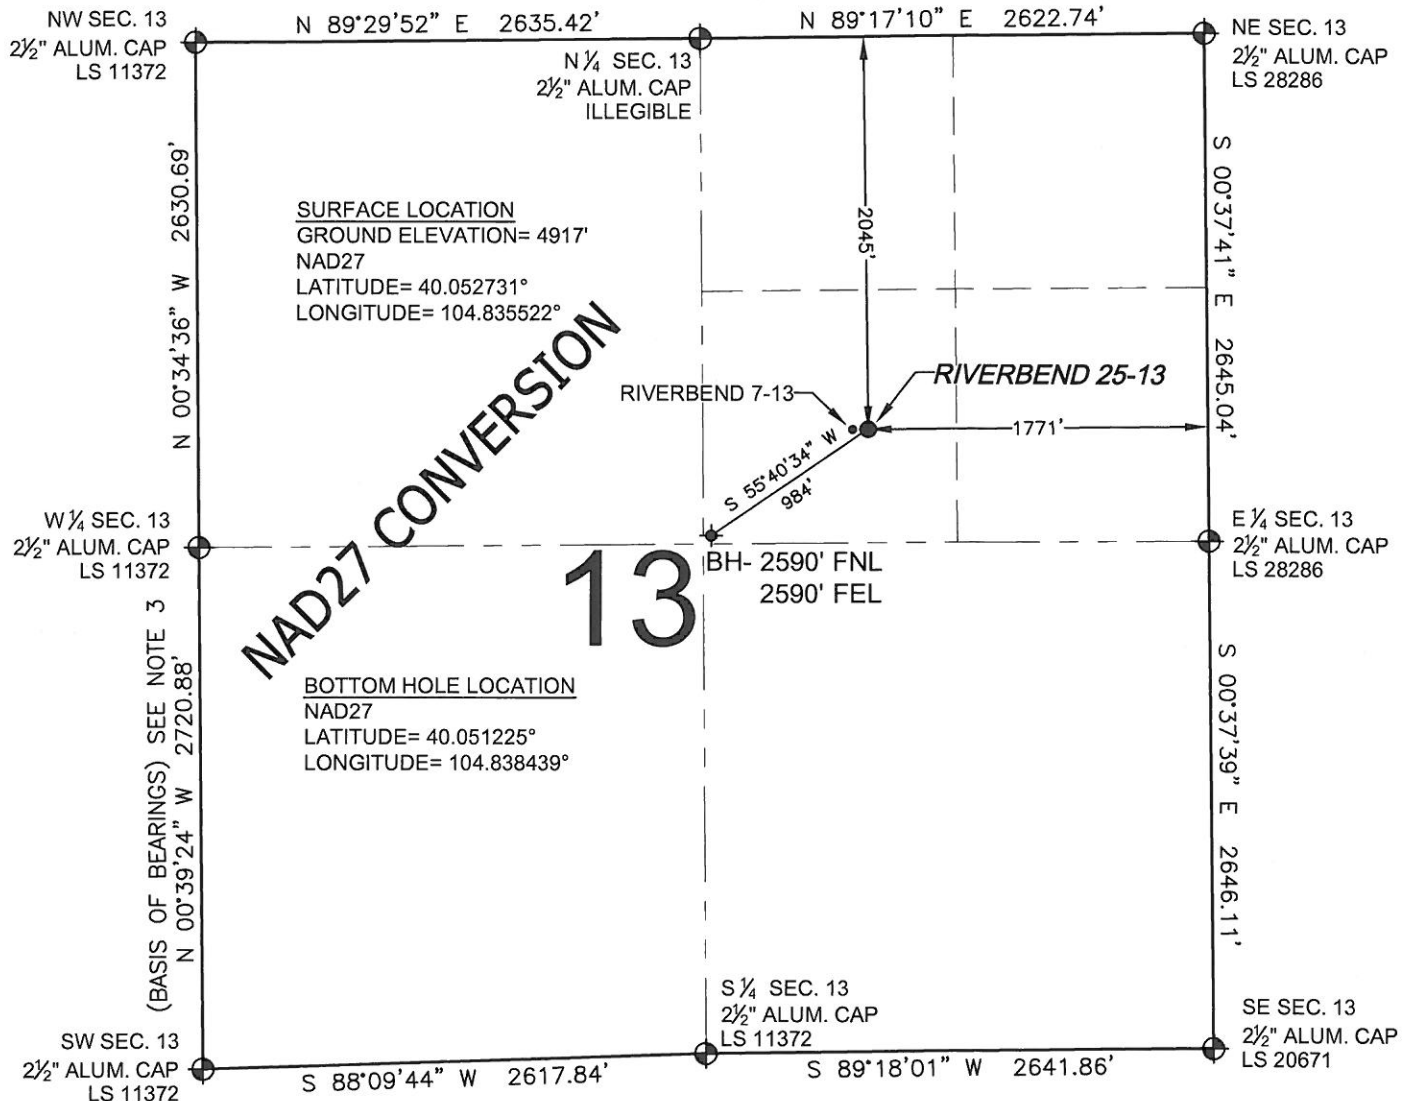 NW SEC. 13
2½" ALUM. CAP
LS 11372
N 89°29'52" E 2635.42'
N ¼ SEC. 13
2½" ALUM. CAP
ILLEGIBLE
N 89°17'10" E 2622.74'
NE SEC. 13
2½" ALUM. CAP
LS 28286
N 00°34'36" W 2630.69'
SURFACE LOCATION
GROUND ELEVATION= 4917'
NAD27
LATITUDE= 40.052731°
LONGITUDE= 104.835522°
NAD27 CONVERSION
2045'
S 00°37'41" E 2645.04'
RIVERBEND 7-13
RIVERBEND 25-13
1771'
S 55°40'34" W
984'
W ¼ SEC. 13
2½" ALUM. CAP
LS 11372
13
BH- 2590' FNL
2590' FEL
E ¼ SEC. 13
2½" ALUM. CAP
LS 28286
(BASIS OF BEARINGS) SEE NOTE 3
N 00°39'24" W 2720.88'
BOTTOM HOLE LOCATION
NAD27
LATITUDE= 40.051225°
LONGITUDE= 104.838439°
S 00°37'39" E 2646.11'
SW SEC. 13
2½" ALUM. CAP
LS 11372
S 88°09'44" W 2617.84'
S ¼ SEC. 13
2½" ALUM. CAP
LS 11372
S 89°18'01" W 2641.86'
SE SEC. 13
2½" ALUM. CAP
LS 20671